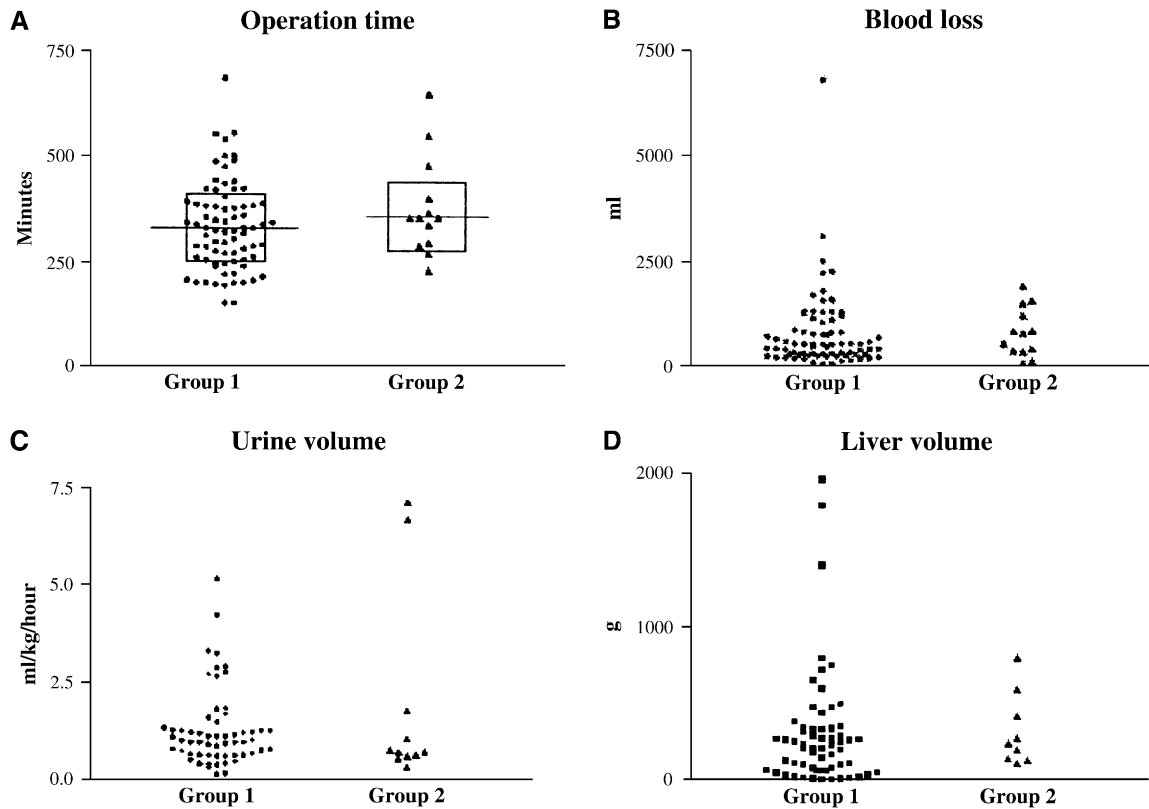 A Operation time
750
500
250
0
Minutes
Group 1 Group 2
B Blood loss
7500
5000
2500
0
ml
Group 1 Group 2
C Urine volume
7.5
5.0
2.5
0.0
ml/kg/hour
Group 1 Group 2
D Liver volume
2000
1000
0
g
Group 1 Group 2